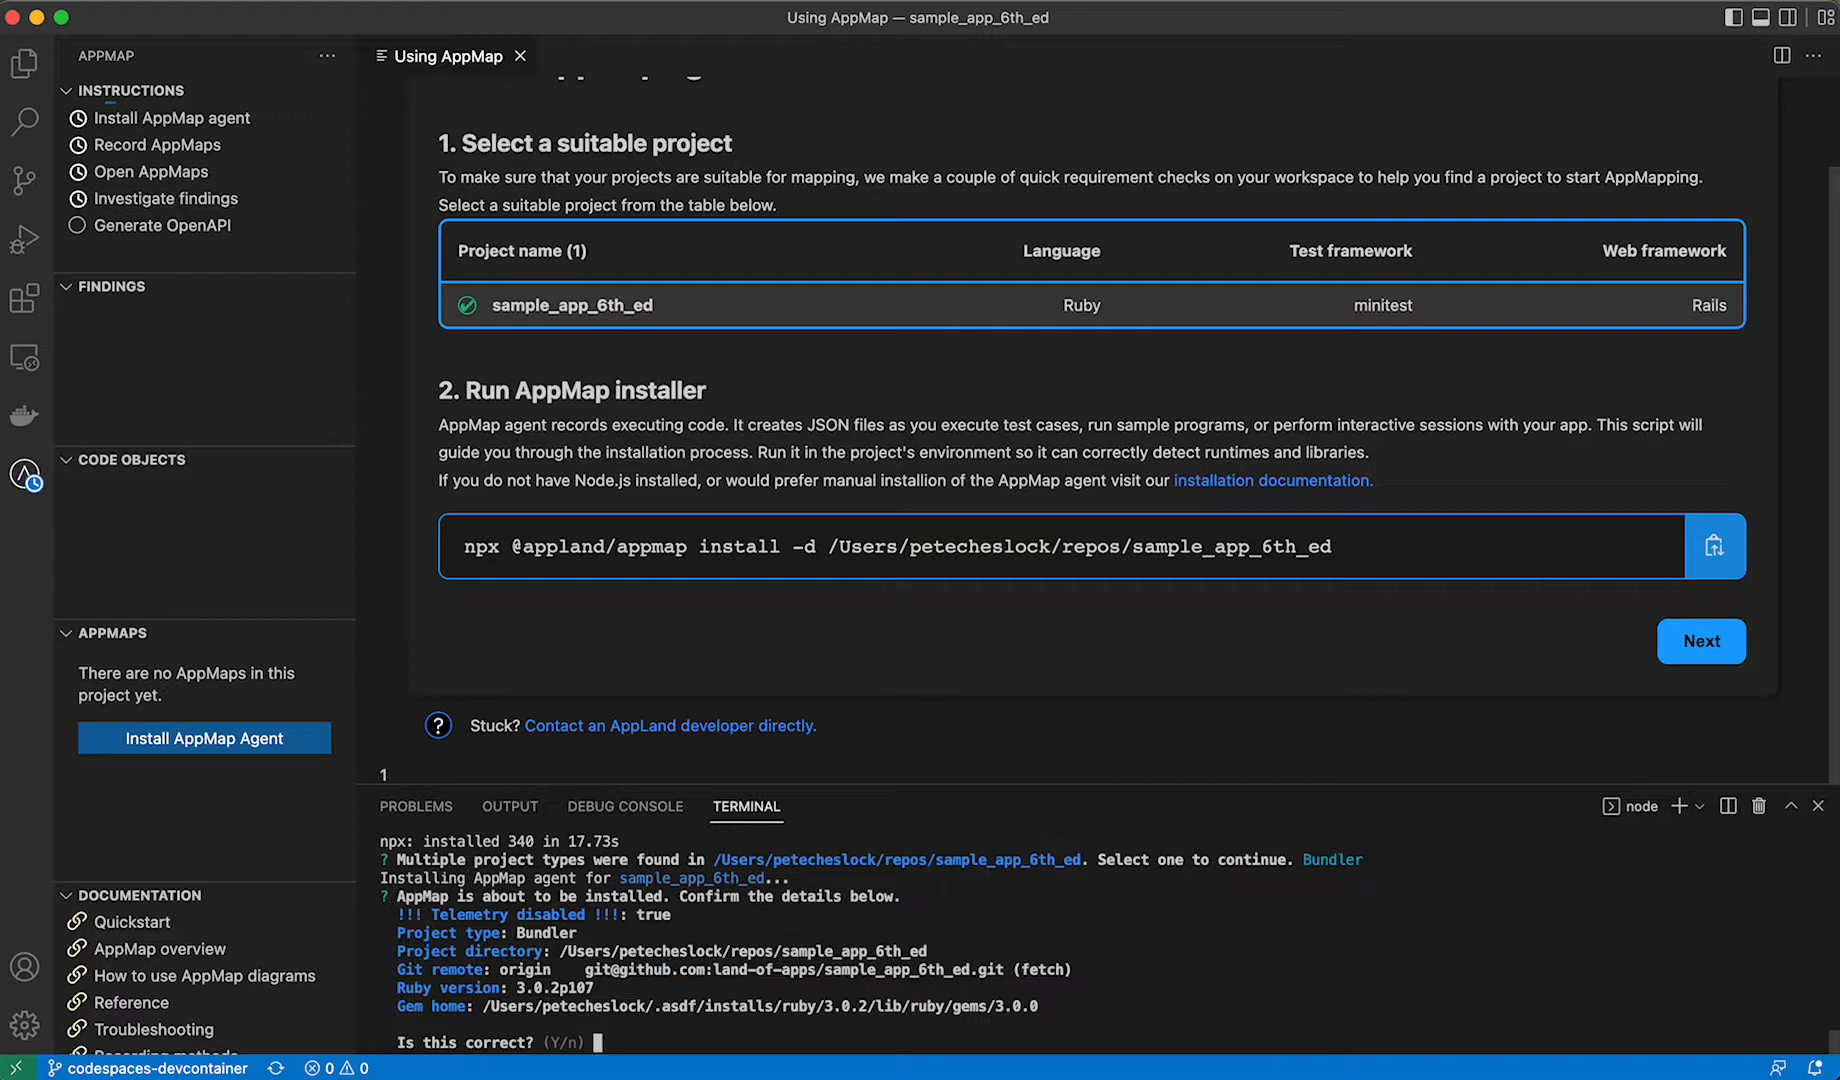 Using AppMap — sample_app_6th_ed
APPMAP
INSTRUCTIONS
Install AppMap agent
Record AppMaps
Open AppMaps
Investigate findings
Generate OpenAPI
FINDINGS
CODE OBJECTS
APPMAPS
There are no AppMaps in this
project yet.
Install AppMap Agent
DOCUMENTATION
Quickstart
AppMap overview
How to use AppMap diagrams
Reference
Troubleshooting
Recording methods
Using AppMap
1. Select a suitable project
To make sure that your projects are suitable for mapping, we make a couple of quick requirement checks on your workspace to help you find a project to start AppMapping.
Select a suitable project from the table below.
Project name (1) Language Test framework Web framework
sample_app_6th_ed Ruby minitest Rails
2. Run AppMap installer
AppMap agent records executing code. It creates JSON files as you execute test cases, run sample programs, or perform interactive sessions with your app. This script will
guide you through the installation process. Run it in the project's environment so it can correctly detect runtimes and libraries.
If you do not have Node.js installed, or would prefer manual installion of the AppMap agent visit our installation documentation.
npx @appland/appmap install -d /Users/petecheslock/repos/sample_app_6th_ed
Next
? Stuck? Contact an AppLand developer directly.
1
PROBLEMS OUTPUT DEBUG CONSOLE TERMINAL node
npx: installed 340 in 17.73s
? Multiple project types were found in /Users/petecheslock/repos/sample_app_6th_ed. Select one to continue. Bundler
Installing AppMap agent for sample_app_6th_ed...
? AppMap is about to be installed. Confirm the details below.
!!! Telemetry disabled !!!: true
Project type: Bundler
Project directory: /Users/petecheslock/repos/sample_app_6th_ed
Git remote: origin git@github.com:land-of-apps/sample_app_6th_ed.git (fetch)
Ruby version: 3.0.2p107
Gem home: /Users/petecheslock/.asdf/installs/ruby/3.0.2/lib/ruby/gems/3.0.0
Is this correct? (Y/n)
codespaces-devcontainer 0 0